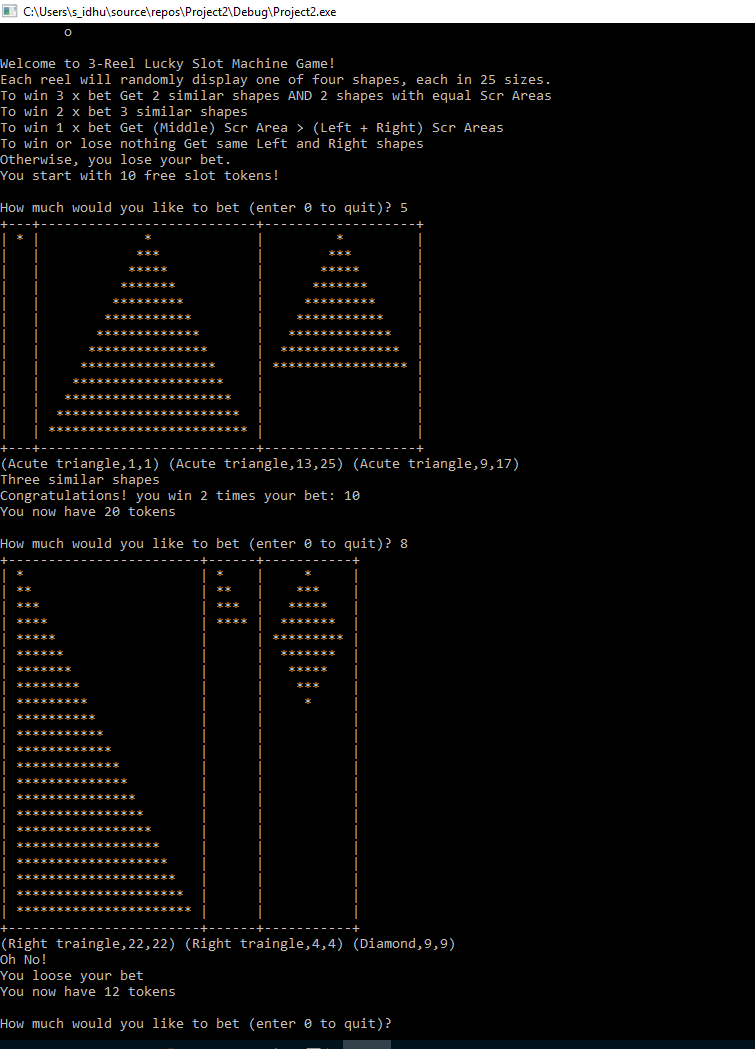 C:\Users\s_idhu\source\repos\Project2\Debug\Project2.exe
o
Welcome to 3-Reel Lucky Slot Machine Game!
Each reel will randomly display one of four shapes, each in 25 sizes.
To win 3 x bet Get 2 similar shapes AND 2 shapes with equal Scr Areas
To win 2 x bet 3 similar shapes
To win 1 x bet Get (Middle) Scr Area > (Left + Right) Scr Areas
To win or lose nothing Get same Left and Right shapes
Otherwise, you lose your bet.
You start with 10 free slot tokens!
How much would you like to bet (enter 0 to quit)? 5
+---+---------------------------+-------------------+
| * |             *             |         *         |
|   |            ***            |        ***        |
|   |           *****           |       *****       |
|   |          *******          |      *******      |
|   |         *********         |     *********     |
|   |        ***********        |    ***********    |
|   |       *************       |   *************   |
|   |      ***************      |  ***************  |
|   |     *****************     | ***************** |
|   |    *******************    |                   |
|   |   *********************   |                   |
|   |  ***********************  |                   |
|   | ************************* |                   |
+---+---------------------------+-------------------+
(Acute triangle,1,1) (Acute triangle,13,25) (Acute triangle,9,17)
Three similar shapes
Congratulations! you win 2 times your bet: 10
You now have 20 tokens
How much would you like to bet (enter 0 to quit)? 8
+------------------------+------+-----------+
| *                      | *    |     *     |
| **                     | **   |    ***    |
| ***                    | ***  |   *****   |
| ****                   | **** |  *******  |
| *****                  |      | ********* |
| ******                 |      |  *******  |
| *******                |      |   *****   |
| ********               |      |    ***    |
| *********              |      |     *     |
| **********             |      |           |
| ***********            |      |           |
| ************           |      |           |
| *************          |      |           |
| **************         |      |           |
| ***************        |      |           |
| ****************       |      |           |
| *****************      |      |           |
| ******************     |      |           |
| *******************    |      |           |
| ********************   |      |           |
| *********************  |      |           |
| ********************** |      |           |
+------------------------+------+-----------+
(Right traingle,22,22) (Right traingle,4,4) (Diamond,9,9)
Oh No!
You loose your bet
You now have 12 tokens
How much would you like to bet (enter 0 to quit)?